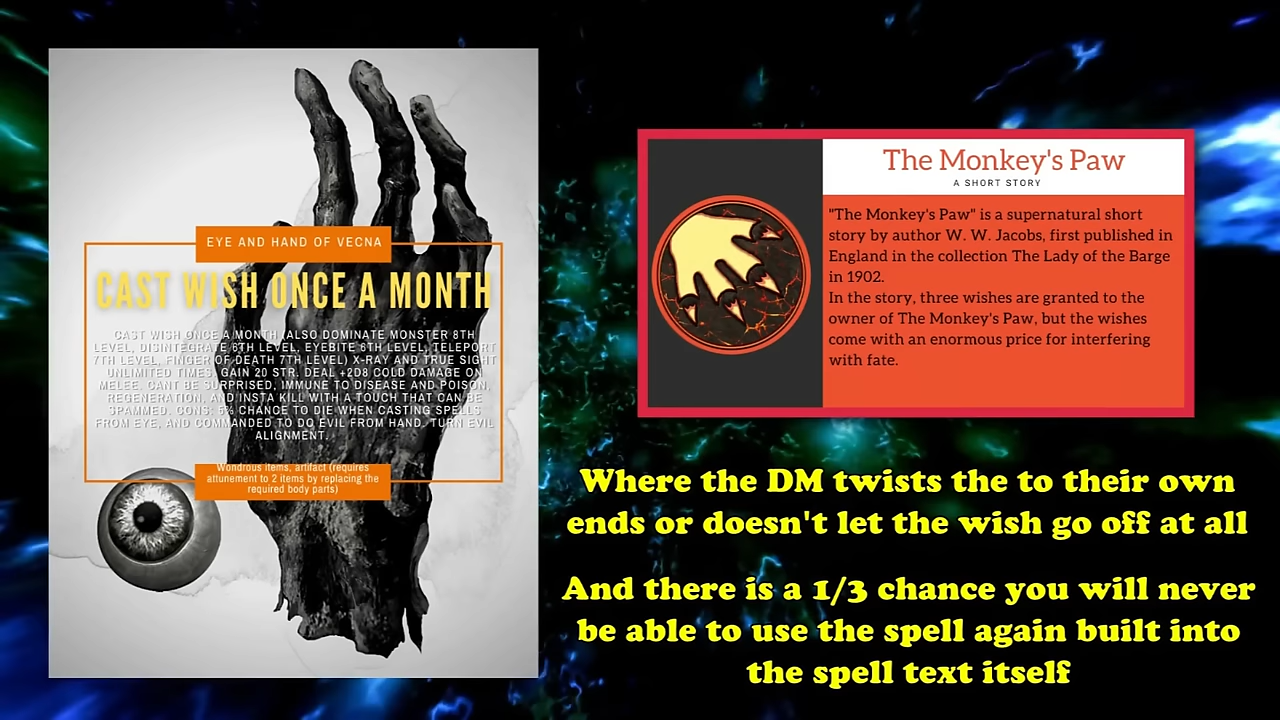 EYE AND HAND OF VECNA
CAST WISH ONCE A MONTH
CAST WISH ONCE A MONTH (ALSO DOMINATE MONSTER 8TH
LEVEL, DISINTEGRATE 6TH LEVEL, EYEBITE 6TH LEVEL, TELEPORT
7TH LEVEL, FINGER OF DEATH 7TH LEVEL) X-RAY AND TRUE SIGHT
UNLIMITED TIMES. GAIN 20 STR. DEAL +2D8 COLD DAMAGE ON
MELEE. CANT BE SURPRISED, IMMUNE TO DISEASE AND POISON,
REGENERATION, AND INSTA KILL WITH A TOUCH THAT CAN BE
SPAMMED. CONS: 5% CHANCE TO DIE WHEN CASTING SPELLS
FROM EYE, AND COMMANDED TO DO EVIL FROM HAND. TURN EVIL
ALIGNMENT.
Wondrous items, artifact (requires
attunement to 2 items by replacing the
required body parts)
The Monkey's Paw
A SHORT STORY
"The Monkey's Paw" is a supernatural short
story by author W. W. Jacobs, first published in
England in the collection The Lady of the Barge
in 1902.
In the story, three wishes are granted to the
owner of The Monkey's Paw, but the wishes
come with an enormous price for interfering
with fate.
Where the DM twists the to their own
ends or doesn't let the wish go off at all
And there is a 1/3 chance you will never
be able to use the spell again built into
the spell text itself